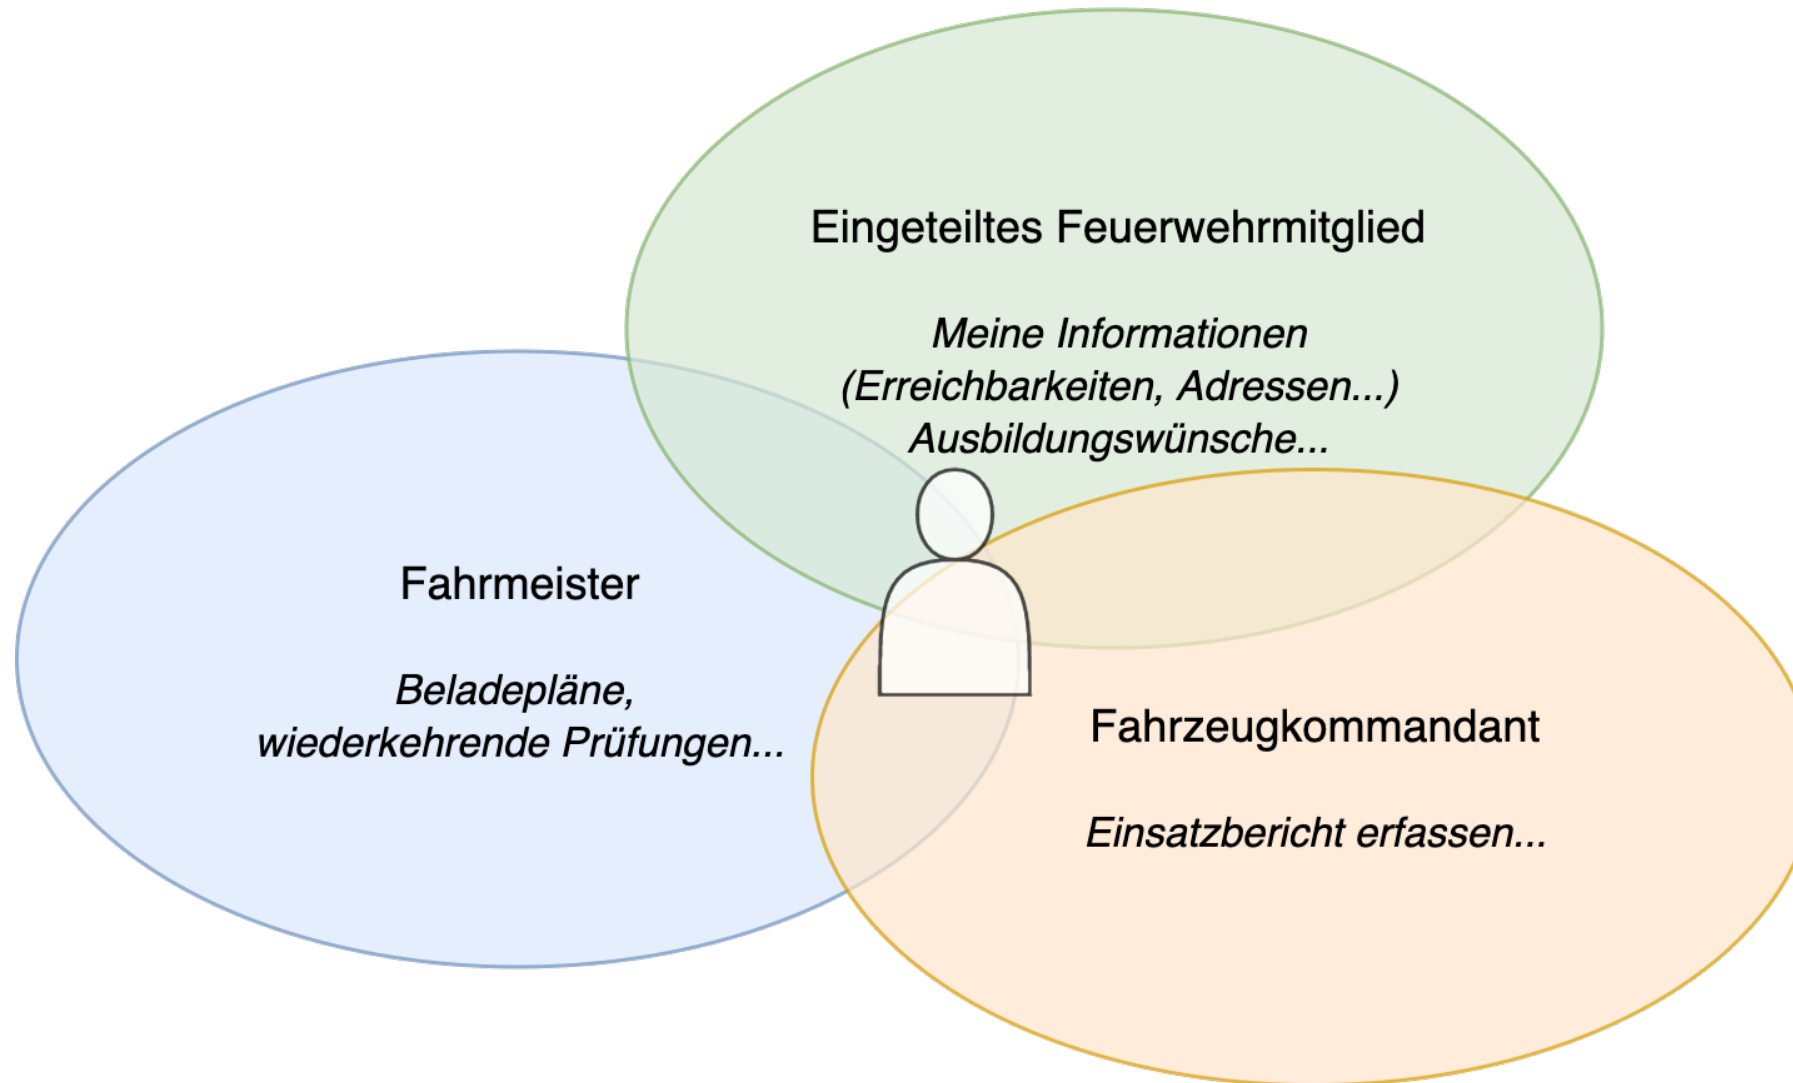 Eingeteiltes Feuerwehrmitglied
Meine Informationen
(Erreichbarkeiten, Adressen...)
Ausbildungswünsche...
Fahrmeister
Beladepläne,
wiederkehrende Prüfungen...
Fahrzeugkommandant
Einsatzbericht erfassen...